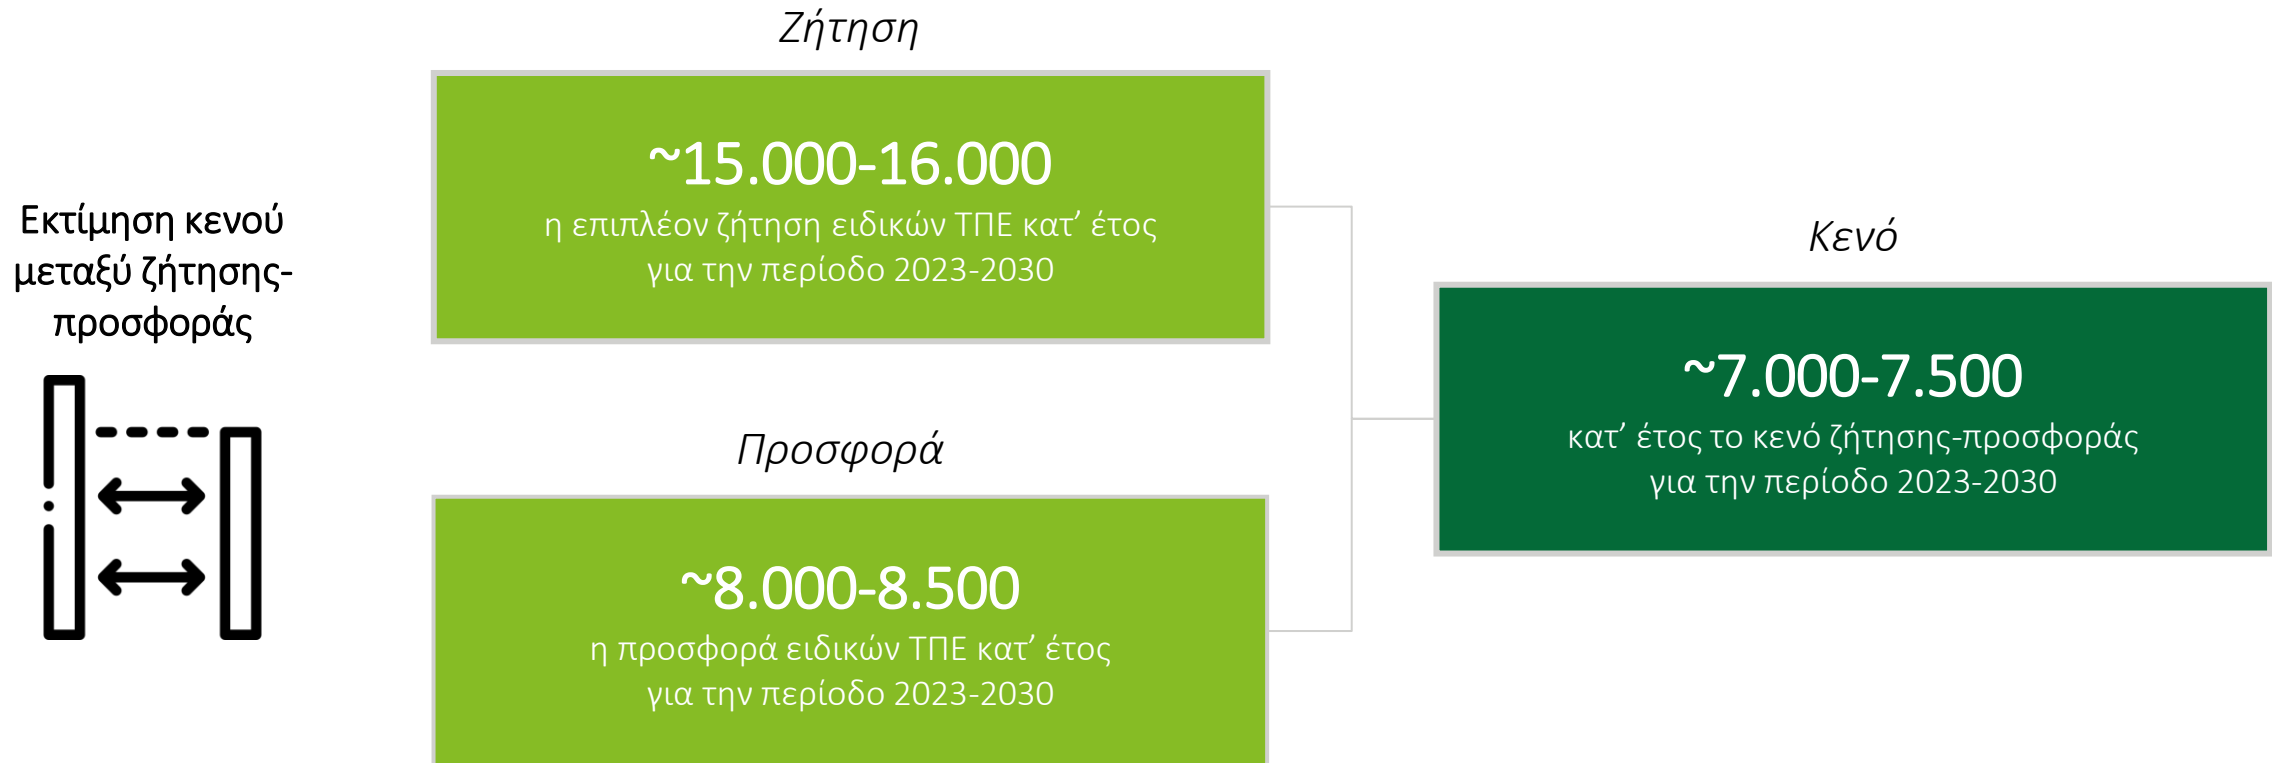 Εκτίμηση κενού
μεταξύ ζήτησης-
προσφοράς
Ζήτηση
~15.000-16.000
η επιπλέον ζήτηση ειδικών ΤΠΕ κατ’ έτος
για την περίοδο 2023-2030
Προσφορά
~8.000-8.500
η προσφορά ειδικών ΤΠΕ κατ’ έτος
για την περίοδο 2023-2030
Κενό
~7.000-7.500
κατ’ έτος το κενό ζήτησης-προσφοράς
για την περίοδο 2023-2030